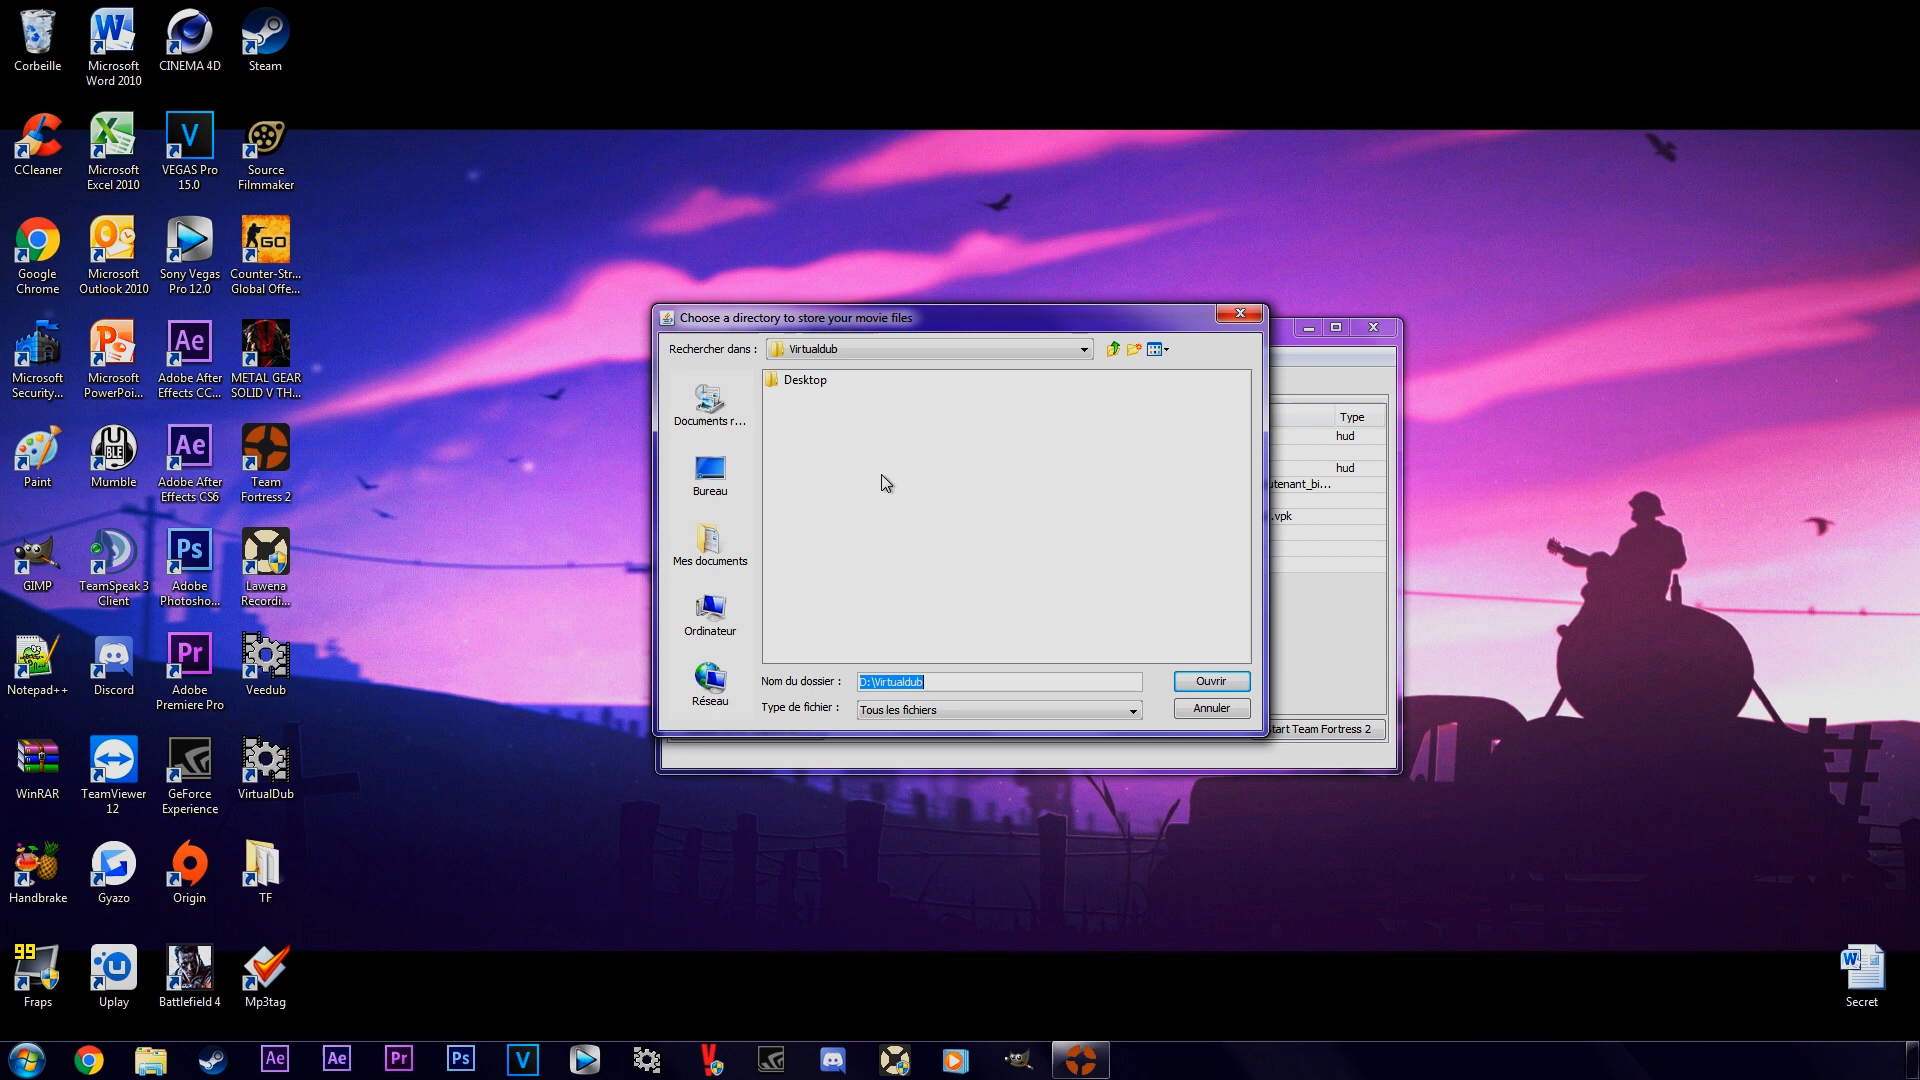 Corbeille
Microsoft
Word 2010
CINEMA 4D
Steam
CCleaner
Microsoft
Excel 2010
VEGAS Pro
15.0
Source
Filmmaker
Google
Chrome
Microsoft
Outlook 2010
Sony Vegas
Pro 12.0
Counter-Str...
Global Offe...
Microsoft
Security...
Microsoft
PowerPoi...
Adobe After
Effects CC...
METAL GEAR
SOLID V TH...
Paint
Mumble
Adobe After
Effects CS6
Team
Fortress 2
GIMP
TeamSpeak 3
Client
Adobe
Photosho...
Lawena
Recordi...
Notepad++
Discord
Adobe
Premiere Pro
Veedub
WinRAR
TeamViewer
12
GeForce
Experience
VirtualDub
Handbrake
Gyazo
Origin
TF
99
Fraps
Uplay
Battlefield 4
Mp3tag
Secret
Choose a directory to store your movie files
Rechercher dans :
Virtualdub
Desktop
Documents r...
Bureau
Mes documents
Ordinateur
Réseau
Nom du dossier :
D:\Virtualdub
Ouvrir
Type de fichier :
Tous les fichiers
Annuler
Type
hud
hud
utenant_bi...
.vpk
tart Team Fortress 2